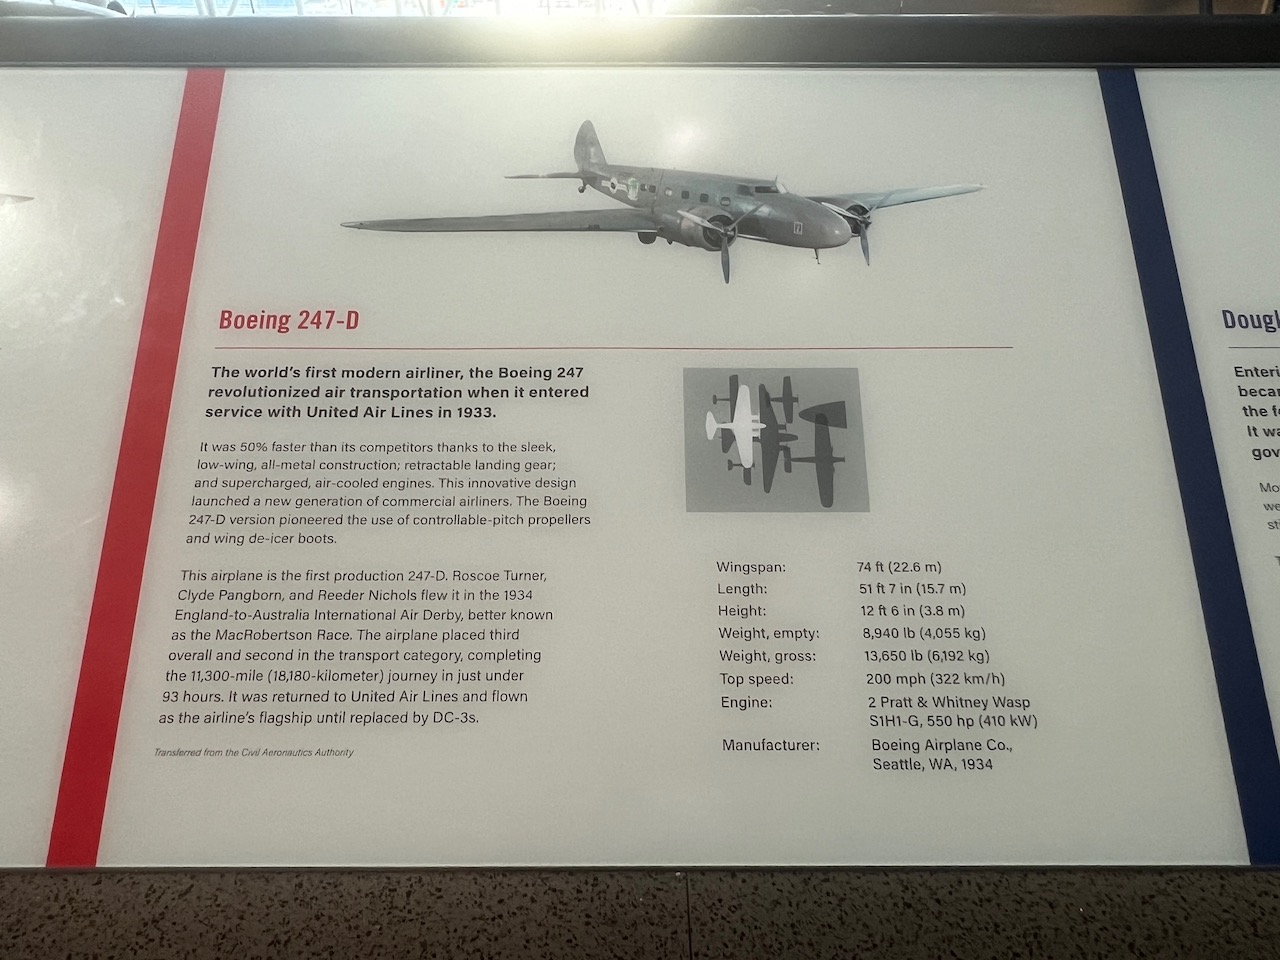 Boeing 247-D
The world's first modern airliner, the Boeing 247
revolutionized air transportation when it entered
service with United Air Lines in 1933.
It was 50% faster than its competitors thanks to the sleek,
low-wing, all-metal construction; retractable landing gear;
and supercharged, air-cooled engines. This innovative design
launched a new generation of commercial airliners. The Boeing
247-D version pioneered the use of controllable-pitch propellers
and wing de-icer boots.
This airplane is the first production 247-D. Roscoe Turner,
Clyde Pangborn, and Reeder Nichols flew it in the 1934
England-to-Australia International Air Derby, better known
as the MacRobertson Race. The airplane placed third
overall and second in the transport category, completing
the 11,300-mile (18,180-kilometer) journey in just under
93 hours. It was returned to United Air Lines and flown
as the airline's flagship until replaced by DC-3s.
Transferred from the Civil Aeronautics Authority
Wingspan: 74 ft (22.6 m)
Length: 51 ft 7 in (15.7 m)
Height: 12 ft 6 in (3.8 m)
Weight, empty: 8,940 lb (4,055 kg)
Weight, gross: 13,650 lb (6,192 kg)
Top speed: 200 mph (322 km/h)
Engine: 2 Pratt & Whitney Wasp
S1H1-G, 550 hp (410 kW)
Manufacturer: Boeing Airplane Co.,
Seattle, WA, 1934
Dougl
Enteri
becar
the f
It wa
gov
Mo
we
st